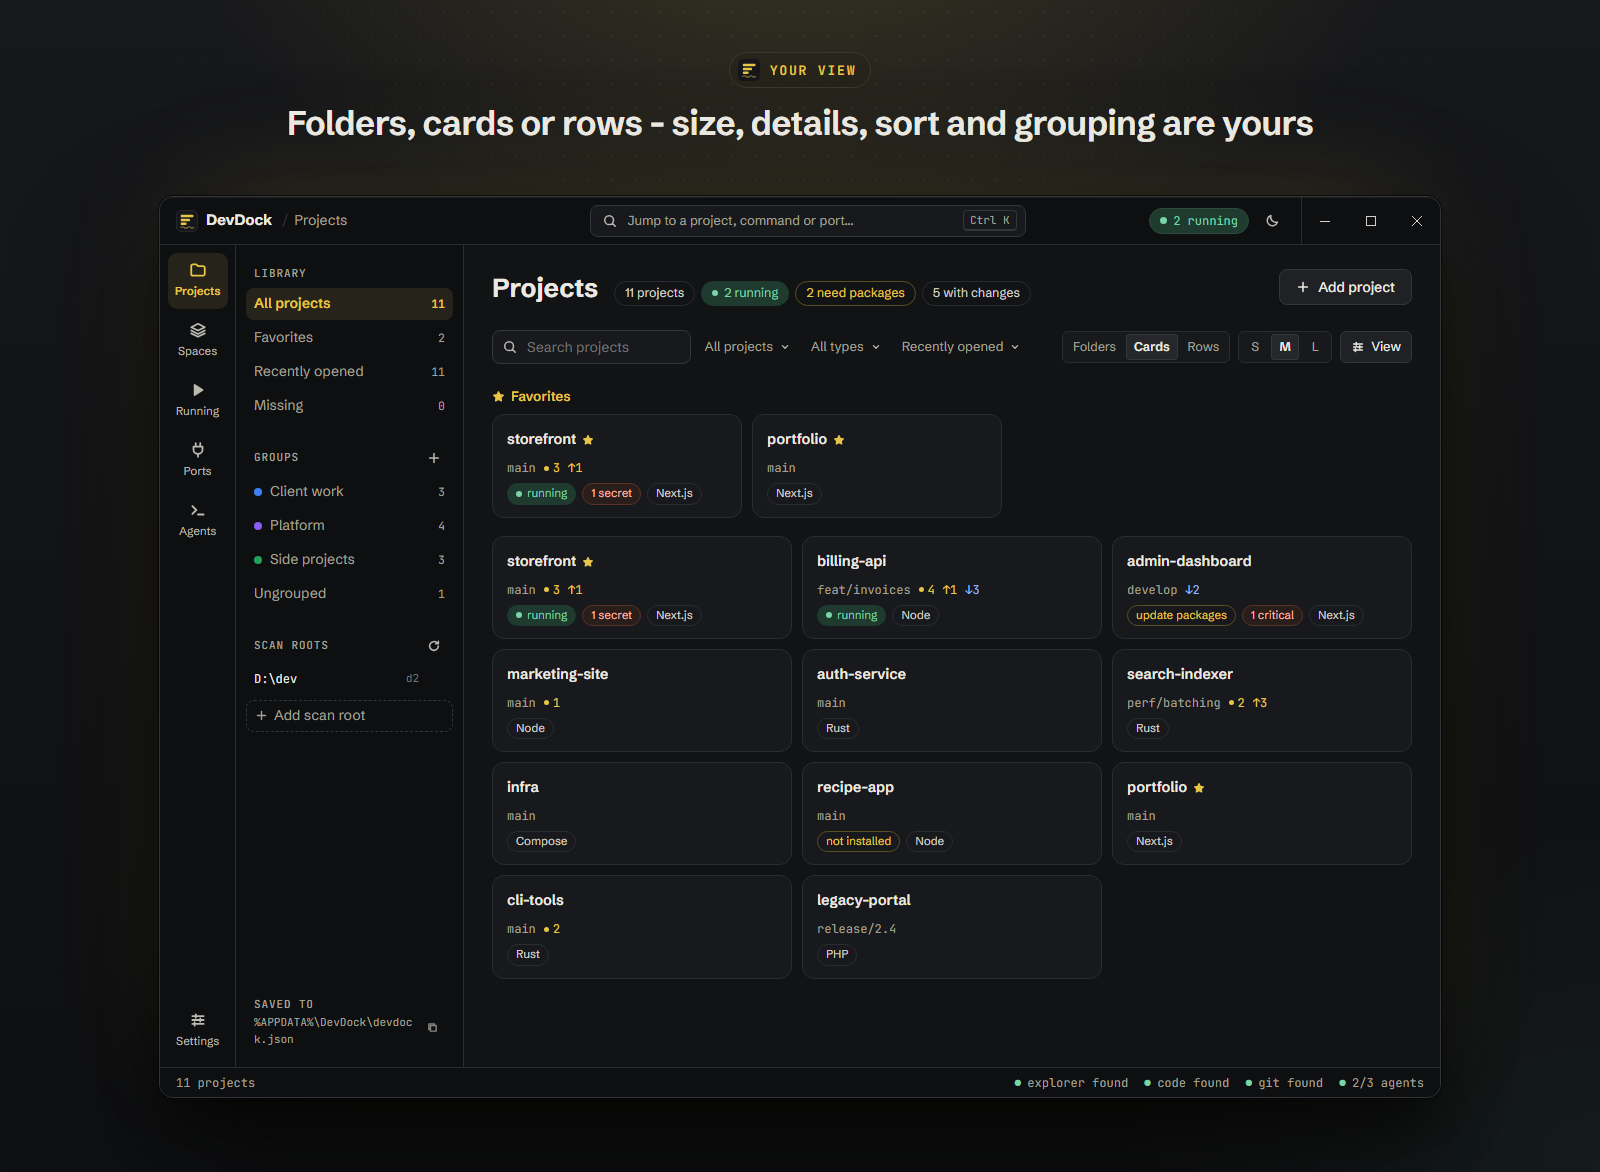 YOUR VIEW
Folders, cards or rows - size, details, sort and grouping are yours
DevDock / Projects
Jump to a project, command or port...
Ctrl K
2 running
Projects
Spaces
Running
Ports
Agents
Settings
LIBRARY
All projects 11
Favorites 2
Recently opened 11
Missing 0
GROUPS
Client work 3
Platform 4
Side projects 3
Ungrouped 1
SCAN ROOTS
D:\dev d2
Add scan root
SAVED TO
%APPDATA%\DevDock\devdoc
k.json
Projects 11 projects 2 running 2 need packages 5 with changes
Add project
Search projects All projects All types Recently opened
Folders Cards Rows S M L View
Favorites
storefront
main 3 ↑1
running 1 secret Next.js
portfolio
main
Next.js
storefront
main 3 ↑1
running 1 secret Next.js
billing-api
feat/invoices 4 ↑1 ↓3
running Node
admin-dashboard
develop ↓2
update packages 1 critical Next.js
marketing-site
main 1
Node
auth-service
main
Rust
search-indexer
perf/batching 2 ↑3
Rust
infra
main
Compose
recipe-app
main
not installed Node
portfolio
main
Next.js
cli-tools
main 2
Rust
legacy-portal
release/2.4
PHP
11 projects
explorer found code found git found 2/3 agents